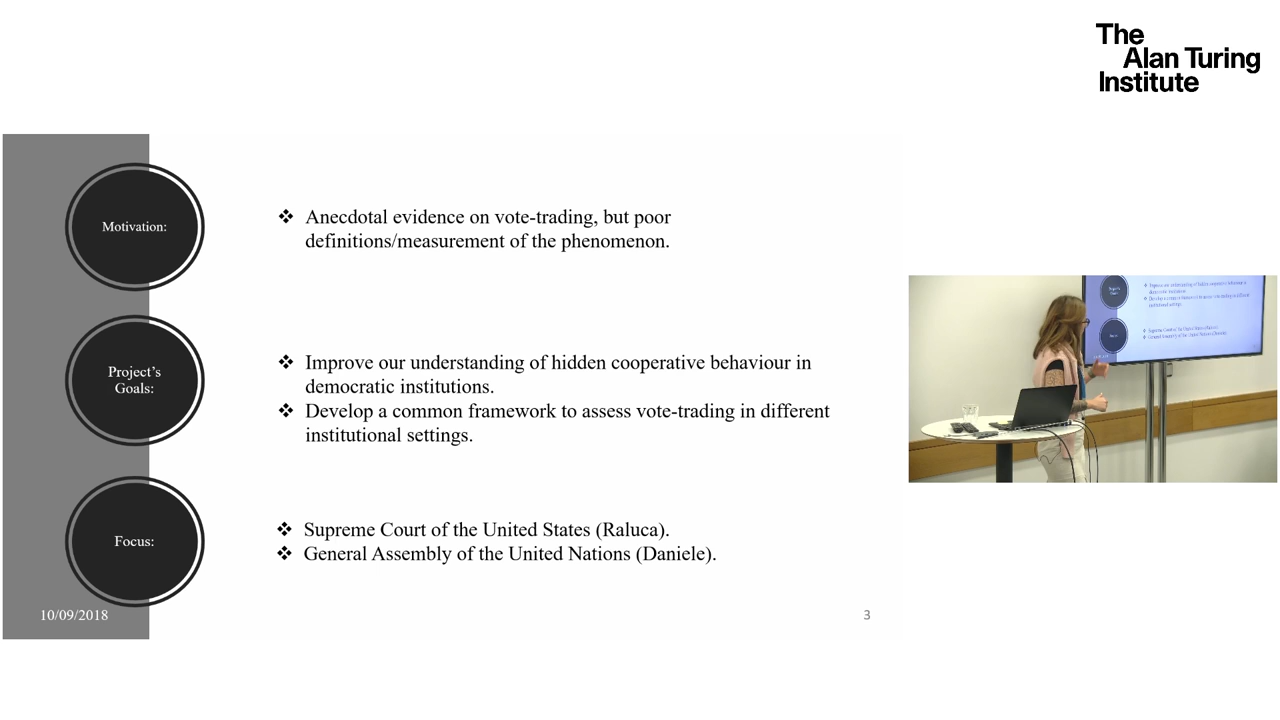 The
Alan Turing
Institute
Motivation:
❖ Anecdotal evidence on vote-trading, but poor
definitions/measurement of the phenomenon.
Project's
Goals:
❖ Improve our understanding of hidden cooperative behaviour in
democratic institutions.
❖ Develop a common framework to assess vote-trading in different
institutional settings.
Focus:
❖ Supreme Court of the United States (Raluca).
❖ General Assembly of the United Nations (Daniele).
10/09/2018
3